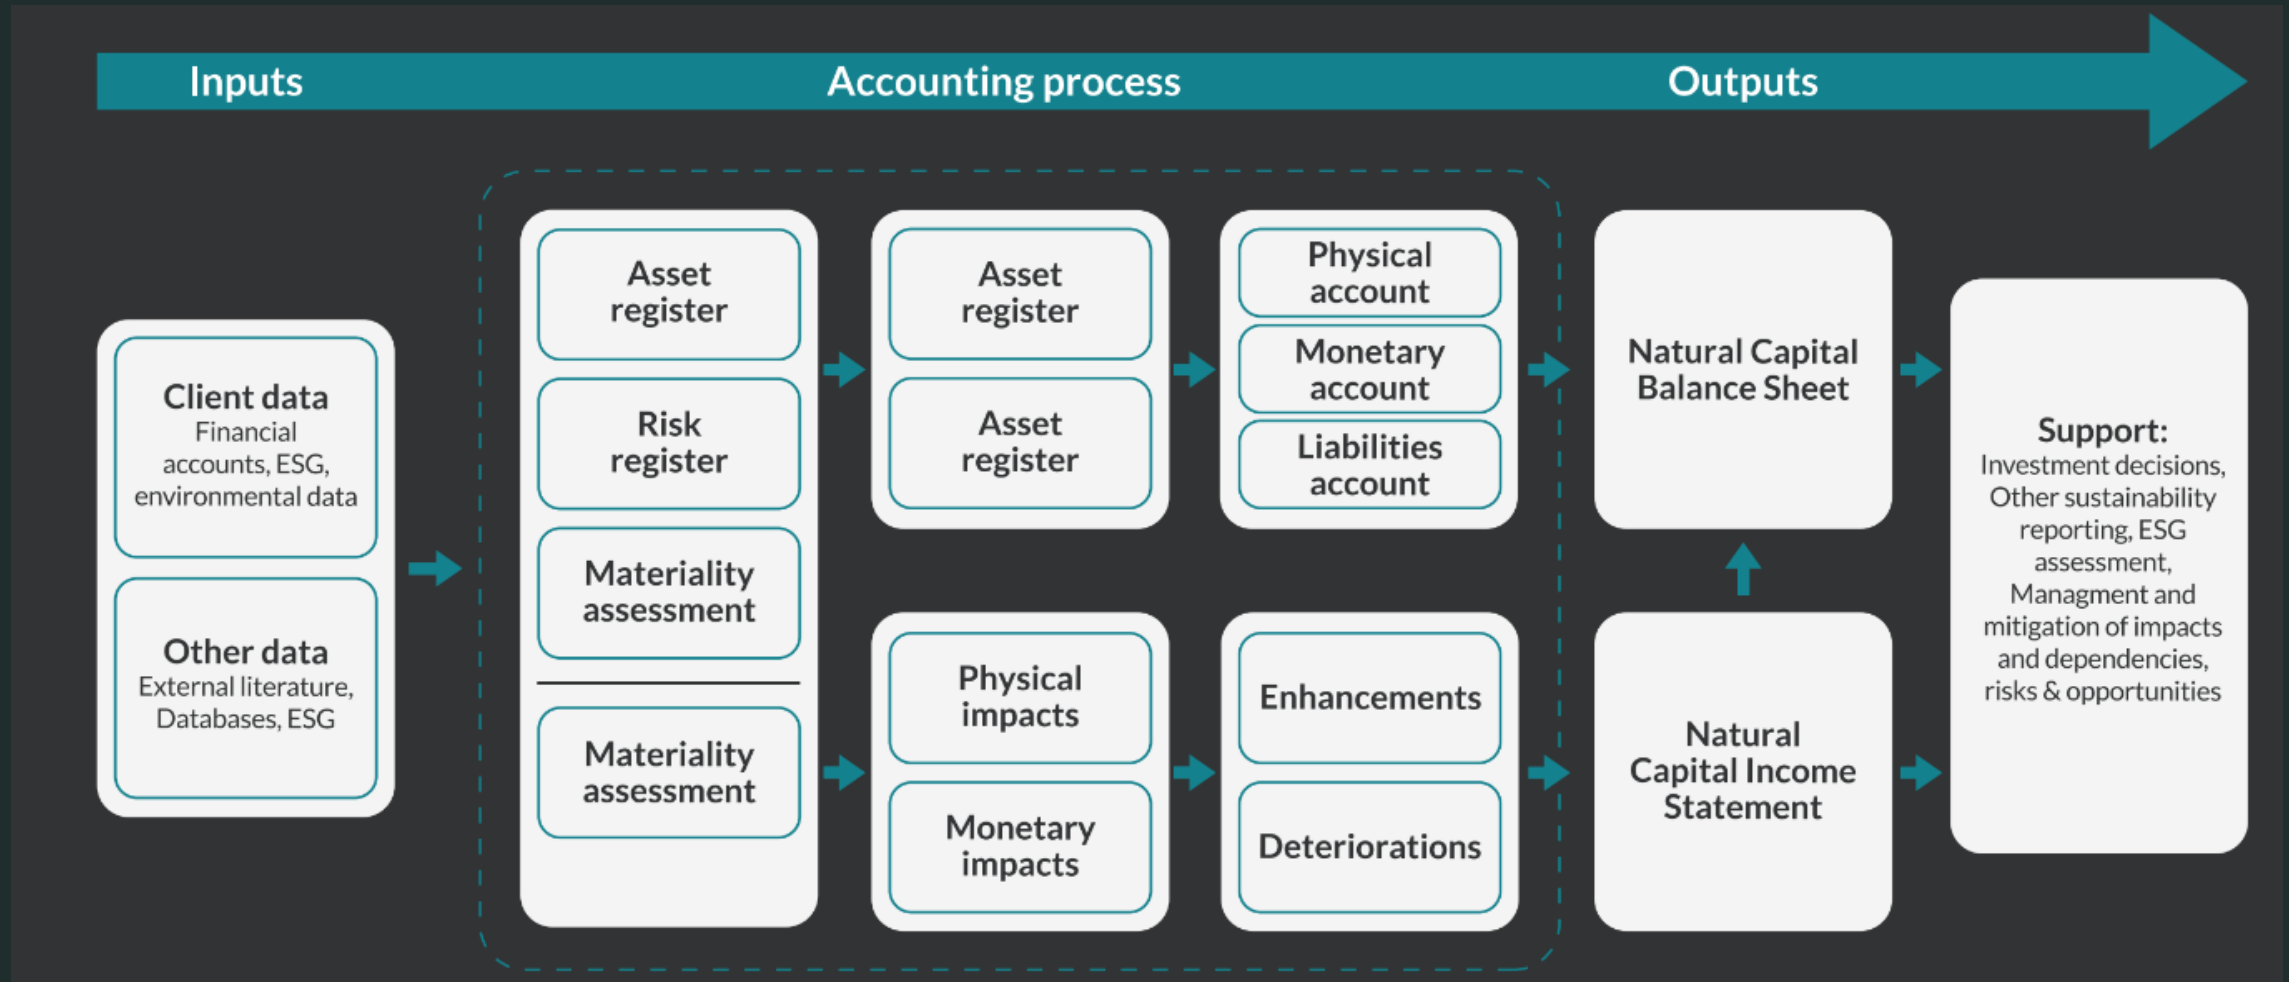 Inputs
Accounting process
Outputs
Client data
Financial
accounts, ESG,
environmental data
Other data
External literature,
Databases, ESG
Asset
register
Risk
register
Materiality
assessment
Materiality
assessment
Asset
register
Asset
register
Physical
account
Monetary
account
Liabilities
account
Physical
impacts
Monetary
impacts
Enhancements
Deteriorations
Natural Capital
Balance Sheet
Natural
Capital Income
Statement
Support:
Investment decisions,
Other sustainability
reporting, ESG
assessment,
Managment and
mitigation of impacts
and dependencies,
risks & opportunities